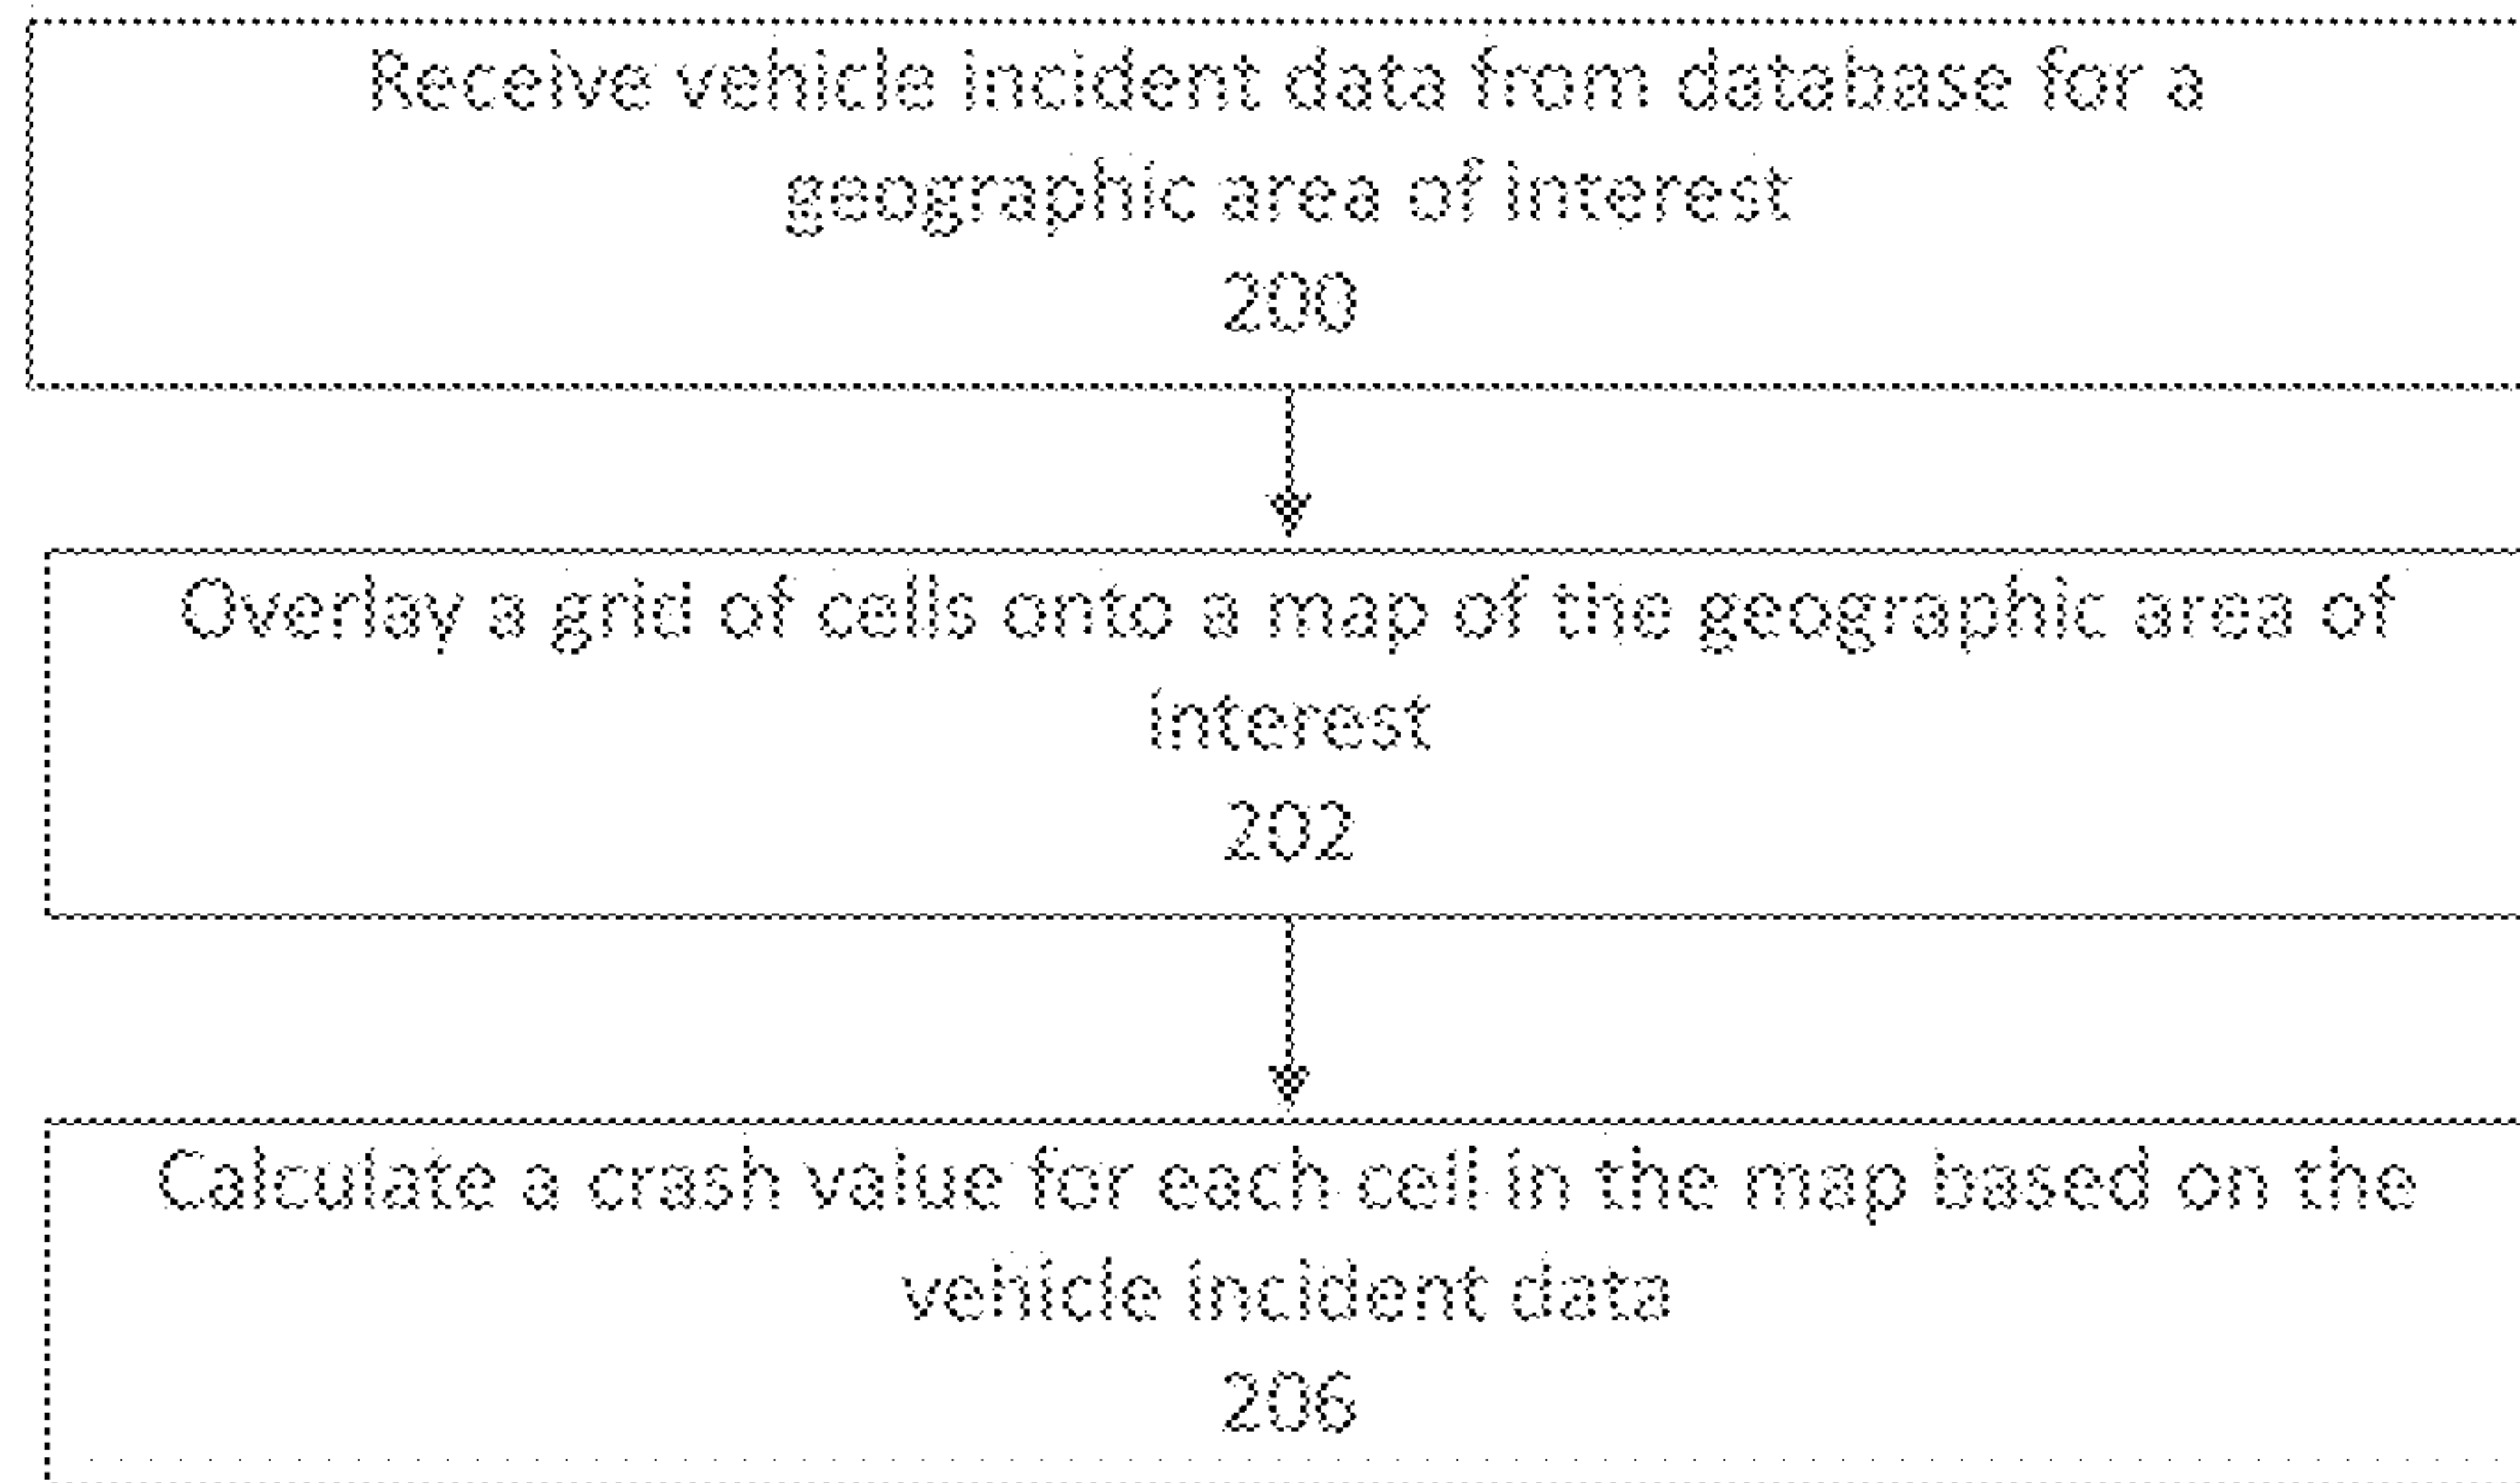 Receive vehicle incident data from database for a
geographic area of interest
200
Overlay a grid of cells onto a map of the geographic area of
interest
202
Calculate a crash value for each cell in the map based on the
vehicle incident data
206